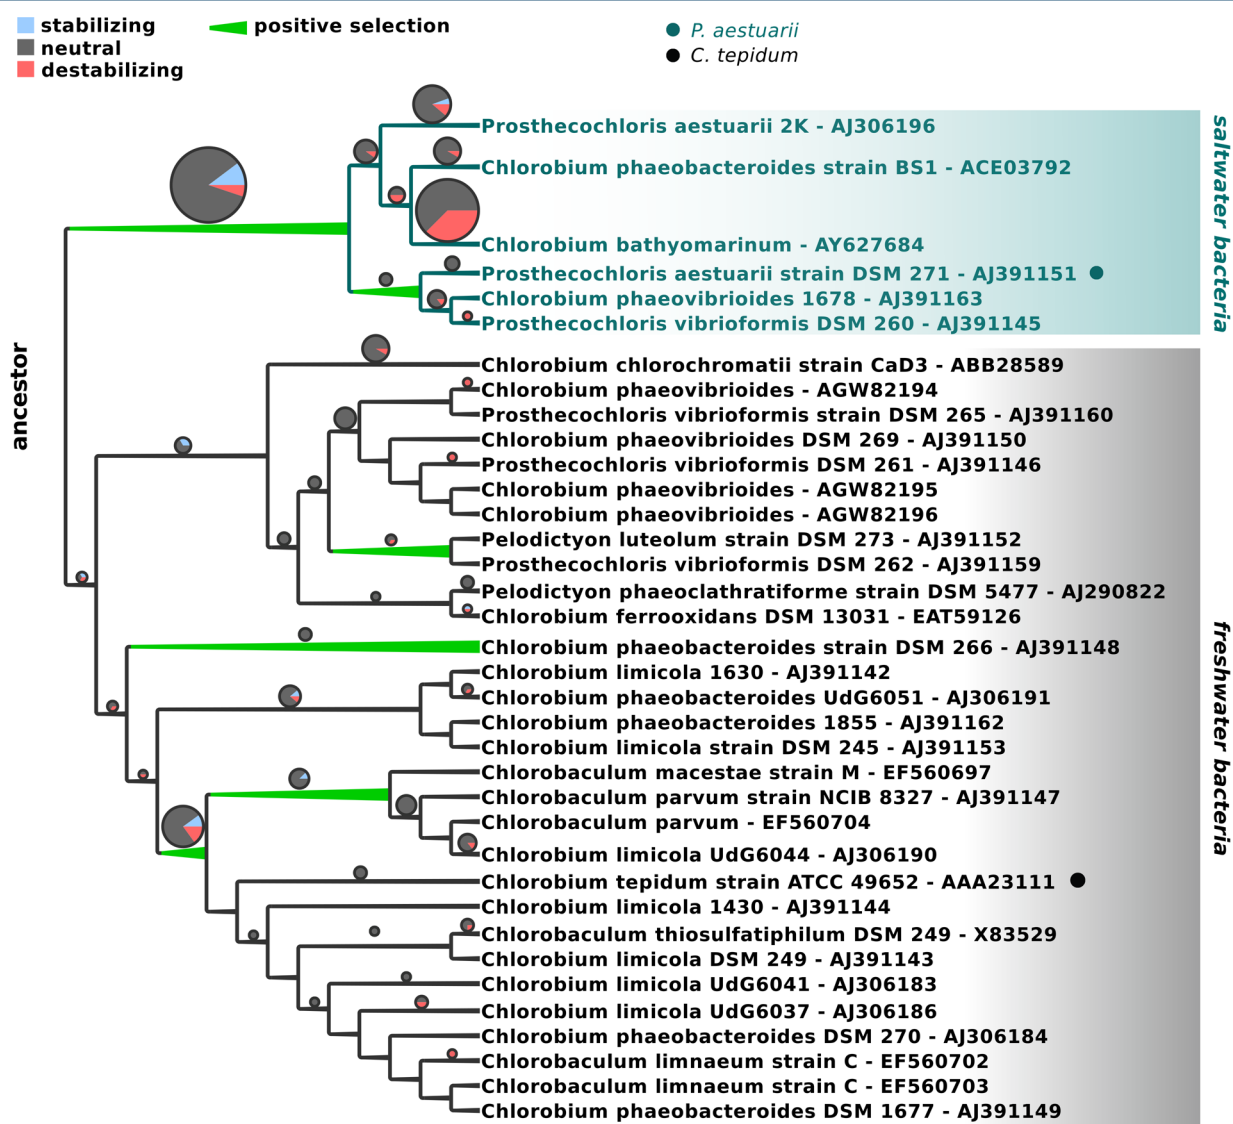 stabilizing
neutral
destabilizing
positive selection
P. aestuarii
C. tepidum
ancestor
saltwater bacteria
Prosthecochloris aestuarii 2K - AJ306196
Chlorobium phaeobacteroides strain BS1 - ACE03792
Chlorobium bathyomarinum - AY627684
Prosthecochloris aestuarii strain DSM 271 - AJ391151
Chlorobium phaeovibrioides 1678 - AJ391163
Prosthecochloris vibrioformis DSM 260 - AJ391145
freshwater bacteria
Chlorobium chlorochromatii strain CaD3 - ABB28589
Chlorobium phaeovibrioides - AGW82194
Prosthecochloris vibrioformis strain DSM 265 - AJ391160
Chlorobium phaeovibrioides DSM 269 - AJ391150
Prosthecochloris vibrioformis DSM 261 - AJ391146
Chlorobium phaeovibrioides - AGW82195
Chlorobium phaeovibrioides - AGW82196
Pelodictyon luteolum strain DSM 273 - AJ391152
Prosthecochloris vibrioformis DSM 262 - AJ391159
Pelodictyon phaeoclathratiforme strain DSM 5477 - AJ290822
Chlorobium ferrooxidans DSM 13031 - EAT59126
Chlorobium phaeobacteroides strain DSM 266 - AJ391148
Chlorobium limicola 1630 - AJ391142
Chlorobium phaeobacteroides UdG6051 - AJ306191
Chlorobium phaeobacteroides 1855 - AJ391162
Chlorobium limicola strain DSM 245 - AJ391153
Chlorobaculum macestae strain M - EF560697
Chlorobaculum parvum strain NCIB 8327 - AJ391147
Chlorobaculum parvum - EF560704
Chlorobium limicola UdG6044 - AJ306190
Chlorobium tepidum strain ATCC 49652 - AAA23111
Chlorobium limicola 1430 - AJ391144
Chlorobaculum thiosulfatiphilum DSM 249 - X83529
Chlorobium limicola DSM 249 - AJ391143
Chlorobium limicola UdG6041 - AJ306183
Chlorobium limicola UdG6037 - AJ306186
Chlorobium phaeobacteroides DSM 270 - AJ306184
Chlorobaculum limnaeum strain C - EF560702
Chlorobaculum limnaeum strain C - EF560703
Chlorobium phaeobacteroides DSM 1677 - AJ391149